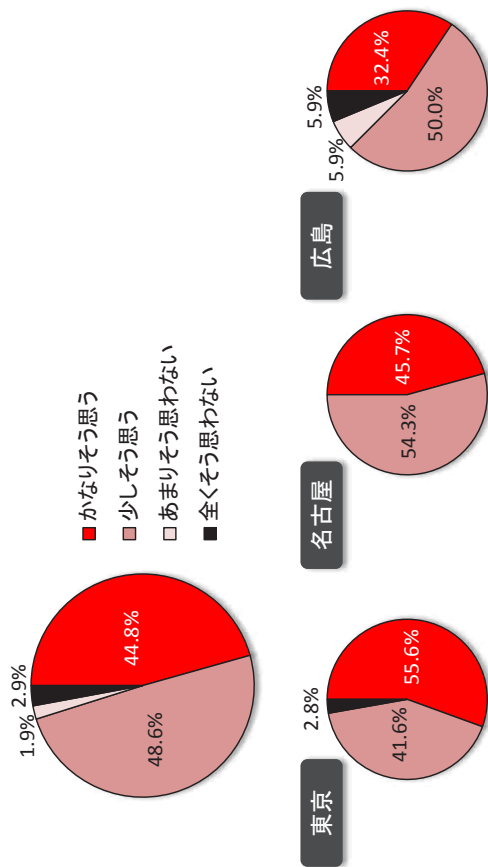 2.9%
1.9%
44.8%
48.6%
かなりそう思う
少しそう思う
あまりそう思わない
全くそう思わない
東京
2.8%
55.6%
41.6%
名古屋
45.7%
54.3%
広島
5.9%
5.9%
32.4%
50.0%